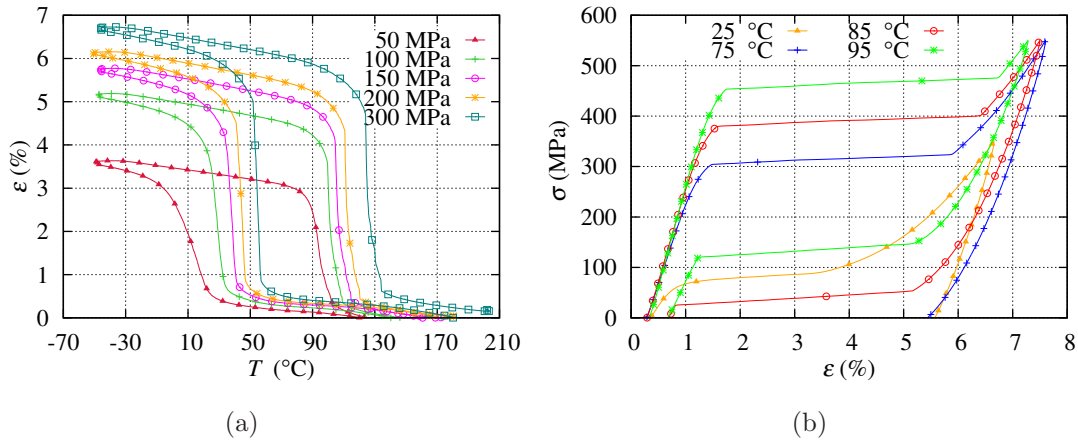 7
6
5
4
3
2
1
0
ε (%)
-70 -30 10 50 90 130 170 210
T (°C)
50 MPa
100 MPa
150 MPa
200 MPa
300 MPa
(a)
600
500
400
300
200
100
0
σ (MPa)
0 1 2 3 4 5 6 7 8
ε (%)
25 °C 85 °C
75 °C 95 °C
(b)